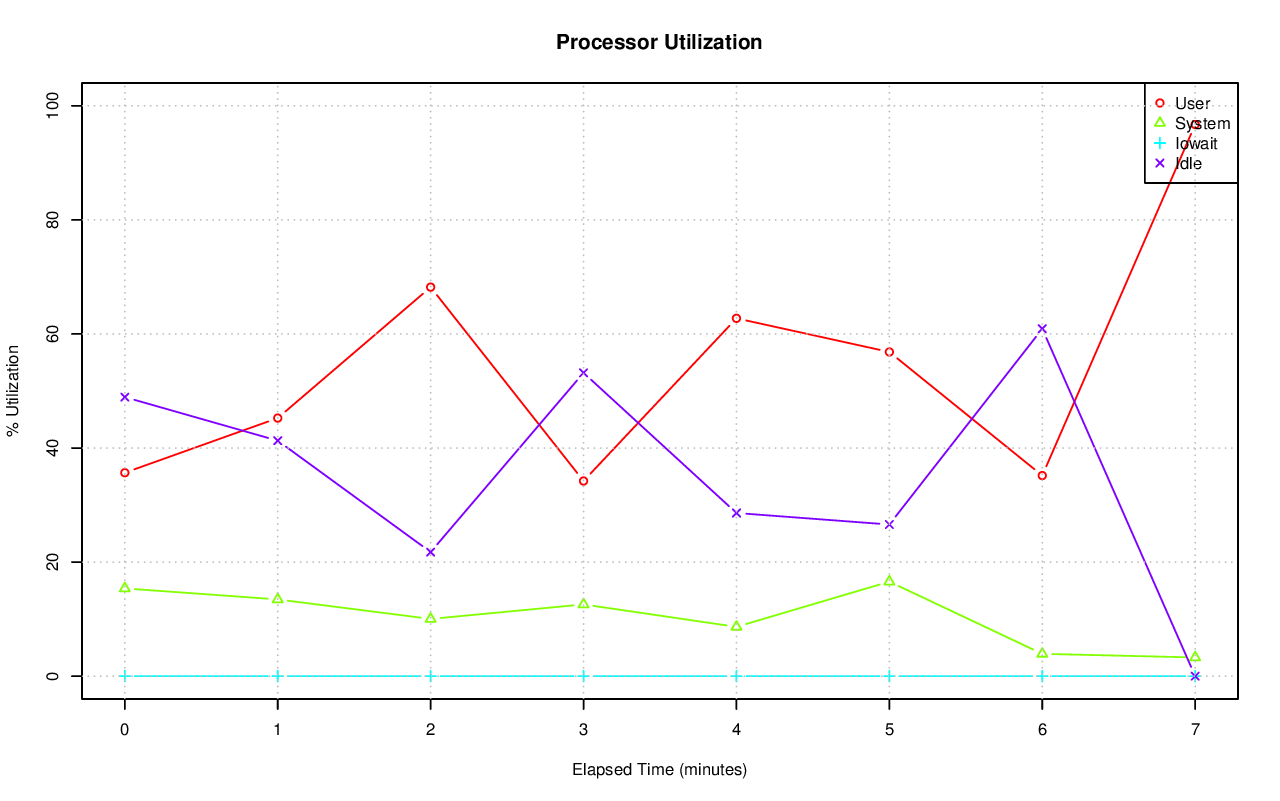 Processor Utilization
% Utilization
100
80
60
40
20
0
User
System
Iowait
Idle
0 1 2 3 4 5 6 7
Elapsed Time (minutes)